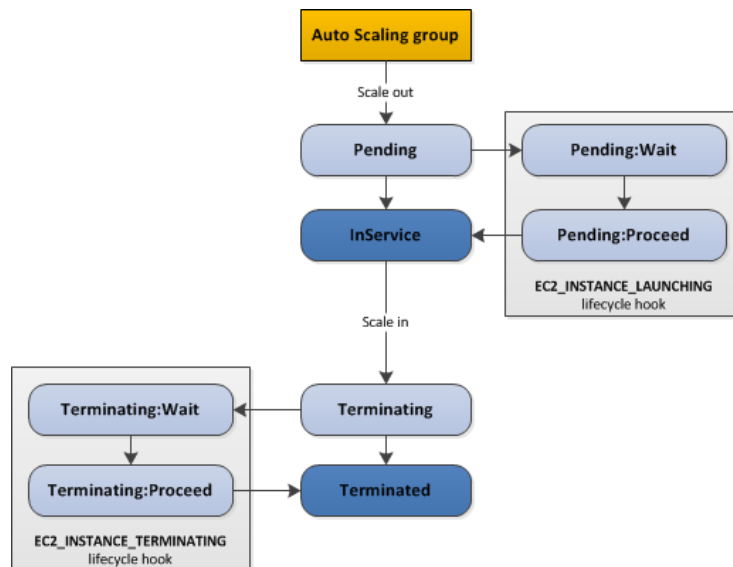 Auto Scaling group
Scale out
Pending
Pending:Wait
InService
Pending:Proceed
EC2_INSTANCE_LAUNCHING
lifecycle hook
Scale in
Terminating:Wait
Terminating
Terminating:Proceed
Terminated
EC2_INSTANCE_TERMINATING
lifecycle hook